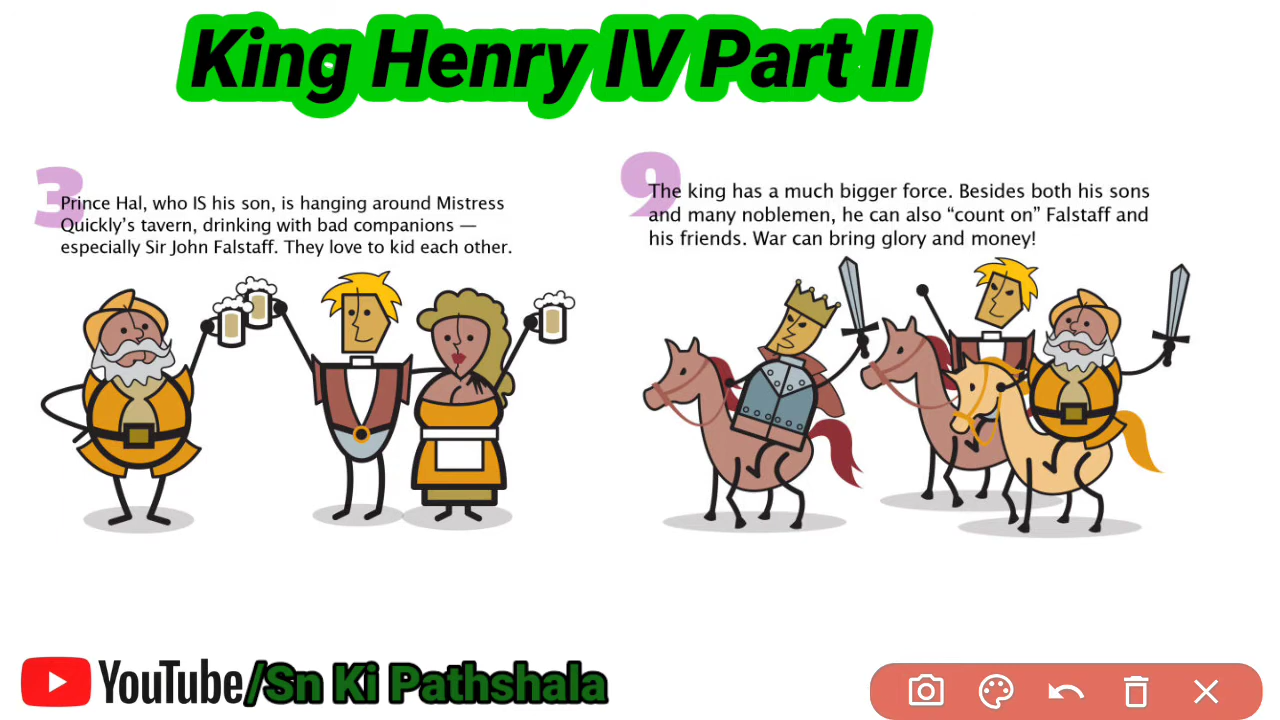 King Henry IV Part II
3
Prince Hal, who IS his son, is hanging around Mistress
Quickly’s tavern, drinking with bad companions —
especially Sir John Falstaff. They love to kid each other.
9
The king has a much bigger force. Besides both his sons
and many noblemen, he can also “count on” Falstaff and
his friends. War can bring glory and money!
YouTube/Sn Ki Pathshala